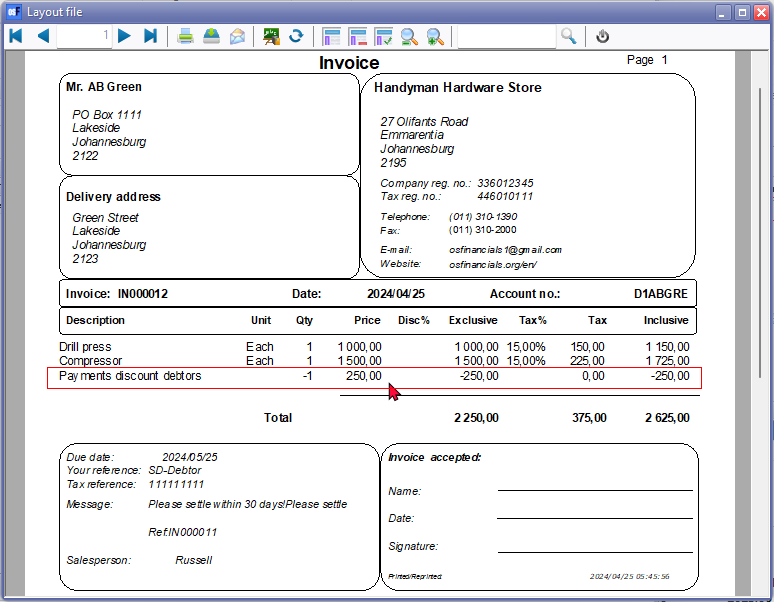 Layout file
1
Invoice
Page 1
Mr. AB Green
PO Box 1111
Lakeside
Johannesburg
2122
Handyman Hardware Store
27 Olifants Road
Emmarentia
Johannesburg
2195
Company reg. no.: 336012345
Tax reg. no.: 446010111
Telephone: (011) 310-1390
Fax: (011) 310-2000
E-mail: osfinancials1@gmail.com
Website: osfinancials.org/en/
Delivery address
Green Street
Lakeside
Johannesburg
2123
Invoice: IN000012 Date: 2024/04/25 Account no.: D1ABGRE
Description Unit Qty Price Disc% Exclusive Tax% Tax Inclusive
Drill press Each 1 1 000,00 1 000,00 15,00% 150,00 1 150,00
Compressor Each 1 1 500,00 1 500,00 15,00% 225,00 1 725,00
Payments discount debtors -1 250,00 -250,00 0,00 -250,00
Total 2 250,00 375,00 2 625,00
Due date: 2024/05/25
Your reference: SD-Debtor
Tax reference: 111111111
Message: Please settle within 30 days!Please settle
Ref.IN000011
Salesperson: Russell
Invoice accepted:
Name:
Date:
Signature:
Printed/Reprinted: 2024/04/25 05:45:56